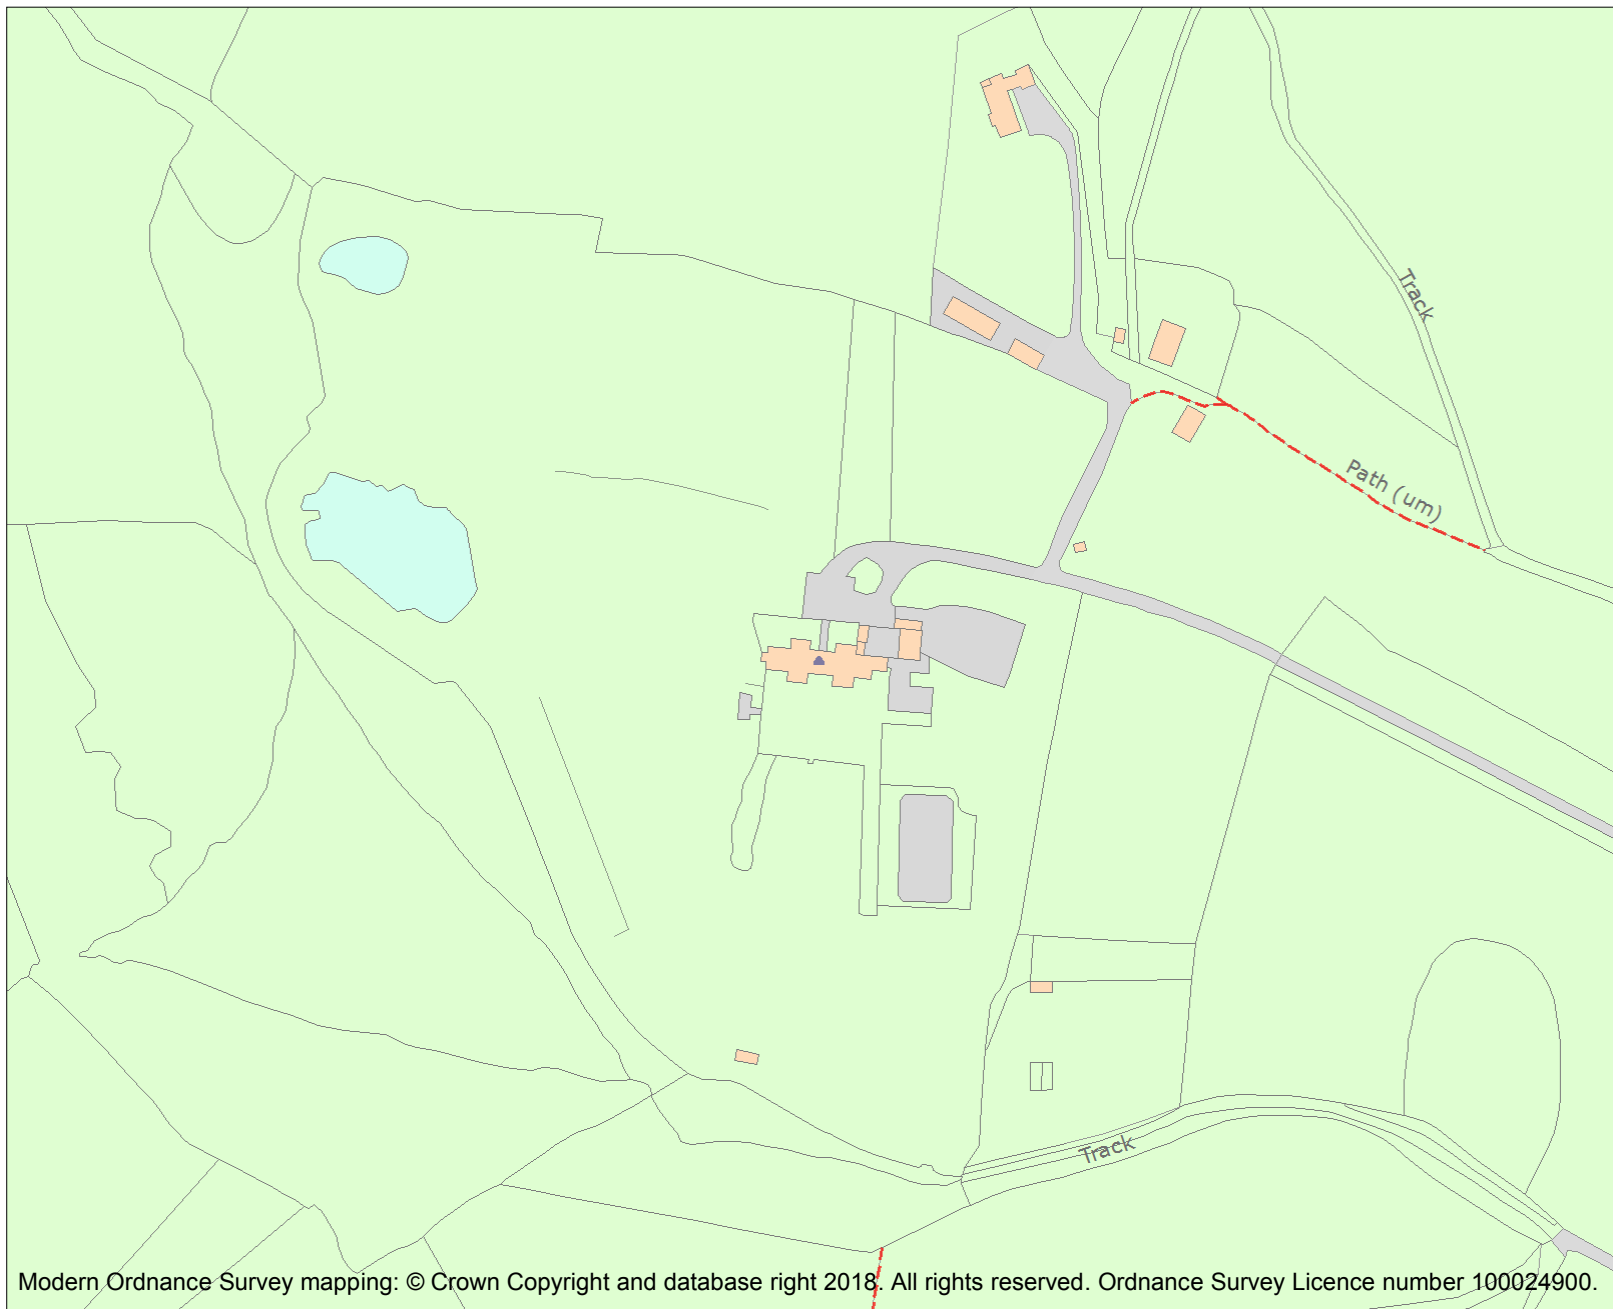 Track
Path (um)
Track
Modern Ordnance Survey mapping: © Crown Copyright and database right 2018. All rights reserved. Ordnance Survey Licence number 100024900.